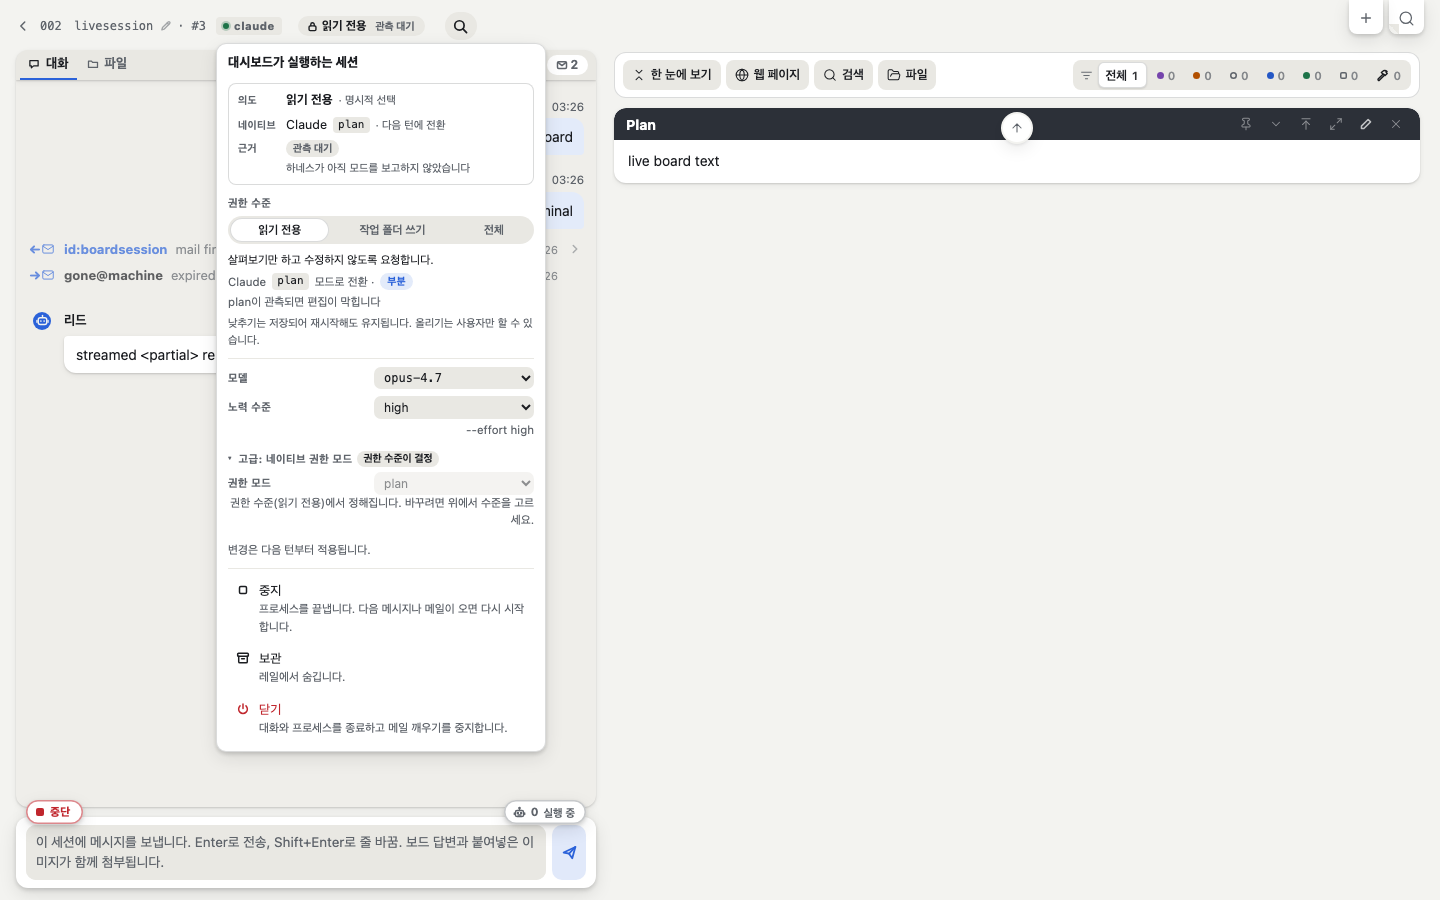 002 livesession · #3 claude 읽기 전용 관측 대기
대화 파일 2
03:26
oard
03:26
ninal
id:boardsession mail fir 26
gone@machine expired 26
리드
streamed <partial> re
대시보드가 실행하는 세션
의도 읽기 전용 · 명시적 선택
네이티브 Claude plan · 다음 턴에 전환
근거 관측 대기
하네스가 아직 모드를 보고하지 않았습니다
권한 수준
읽기 전용 작업 폴더 쓰기 전체
살펴보기만 하고 수정하지 않도록 요청합니다.
Claude plan 모드로 전환 · 부분
plan이 관측되면 편집이 막힙니다
낮추기는 저장되어 재시작해도 유지됩니다. 올리기는 사용자만 할 수 있
습니다.
모델 opus-4.7
노력 수준 high
--effort high
고급: 네이티브 권한 모드 권한 수준이 결정
권한 모드 plan
권한 수준(읽기 전용)에서 정해집니다. 바꾸려면 위에서 수준을 고르
세요.
변경은 다음 턴부터 적용됩니다.
중지
프로세스를 끝냅니다. 다음 메시지나 메일이 오면 다시 시작
합니다.
보관
레일에서 숨깁니다.
닫기
대화와 프로세스를 종료하고 메일 깨우기를 중지합니다.
중단 0 실행 중
이 세션에 메시지를 보냅니다. Enter로 전송, Shift+Enter로 줄 바꿈. 보드 답변과 붙여넣은 이
미지가 함께 첨부됩니다.
한 눈에 보기 웹 페이지 검색 파일 전체 1 0 0 0 0 0 0 0
Plan
live board text